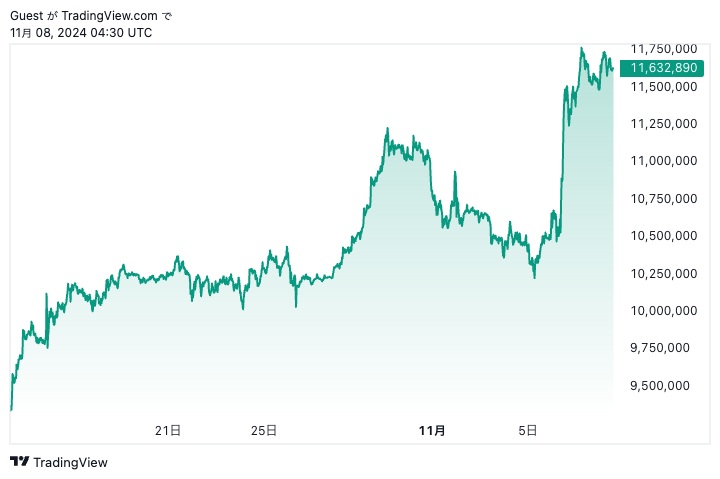 Guest が TradingView.com で
11月 08, 2024 04:30 UTC
11,750,000
11,632,890
11,500,000
11,250,000
11,000,000
10,750,000
10,500,000
10,250,000
10,000,000
9,750,000
9,500,000
21日 25日 11月 5日
TradingView